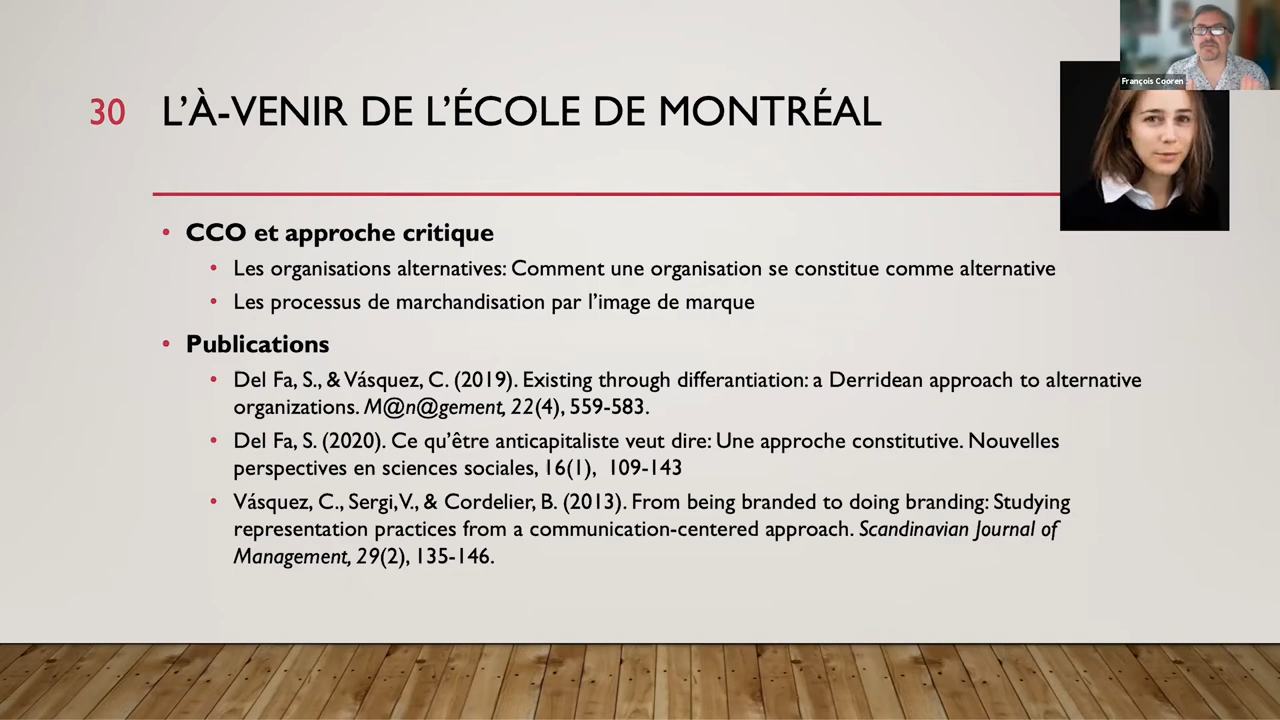 François Cooren
30 L’À-VENIR DE L’ÉCOLE DE MONTRÉAL
• CCO et approche critique
• Les organisations alternatives: Comment une organisation se constitue comme alternative
• Les processus de marchandisation par l’image de marque
• Publications
• Del Fa, S., & Vásquez, C. (2019). Existing through differantiation: a Derridean approach to alternative
organizations. M@n@gement, 22(4), 559-583.
• Del Fa, S. (2020). Ce qu’être anticapitaliste veut dire: Une approche constitutive. Nouvelles
perspectives en sciences sociales, 16(1), 109-143
• Vásquez, C., Sergi, V., & Cordelier, B. (2013). From being branded to doing branding: Studying
representation practices from a communication-centered approach. Scandinavian Journal of
Management, 29(2), 135-146.